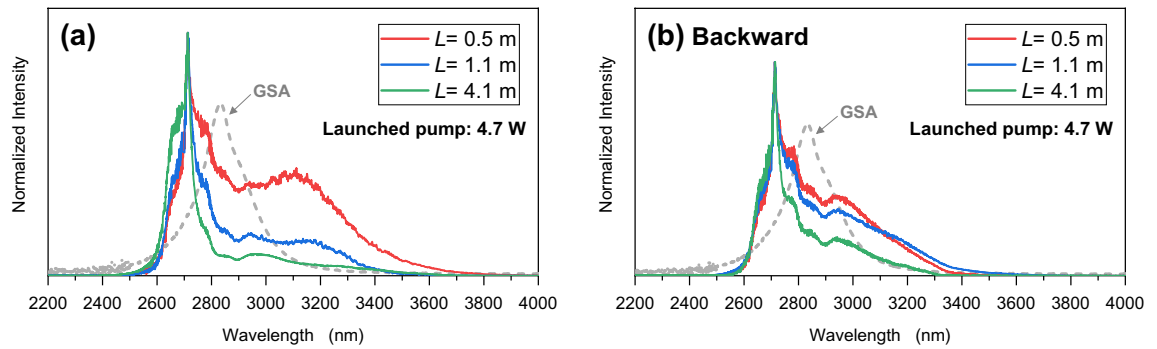 (a)
L= 0.5 m
L= 1.1 m
L= 4.1 m
GSA
Launched pump: 4.7 W
Normalized Intensity
2200 2400 2600 2800 3000 3200 3400 3600 3800 4000
Wavelength (nm)
(b) Backward
L= 0.5 m
L= 1.1 m
L= 4.1 m
GSA
Launched pump: 4.7 W
Normalized Intensity
2200 2400 2600 2800 3000 3200 3400 3600 3800 4000
Wavelength (nm)